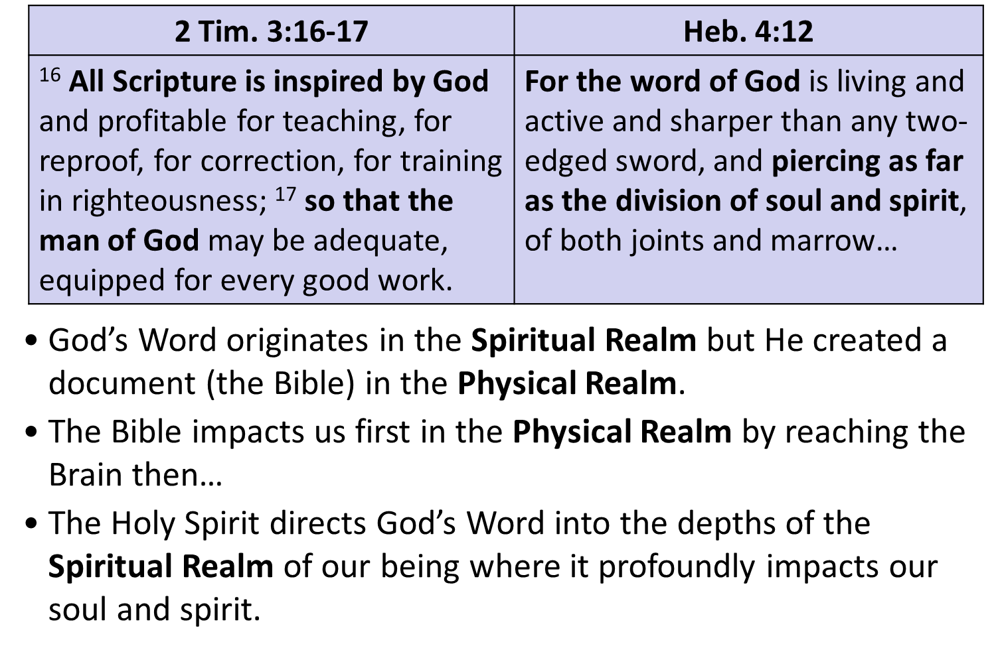 2 Tim. 3:16-17
Heb. 4:12
16 All Scripture is inspired by God
and profitable for teaching, for
reproof, for correction, for training
in righteousness; 17 so that the
man of God may be adequate,
equipped for every good work.
For the word of God is living and
active and sharper than any two-
edged sword, and piercing as far
as the division of soul and spirit,
of both joints and marrow…
• God’s Word originates in the Spiritual Realm but He created a
document (the Bible) in the Physical Realm.
• The Bible impacts us first in the Physical Realm by reaching the
Brain then…
• The Holy Spirit directs God’s Word into the depths of the
Spiritual Realm of our being where it profoundly impacts our
soul and spirit.